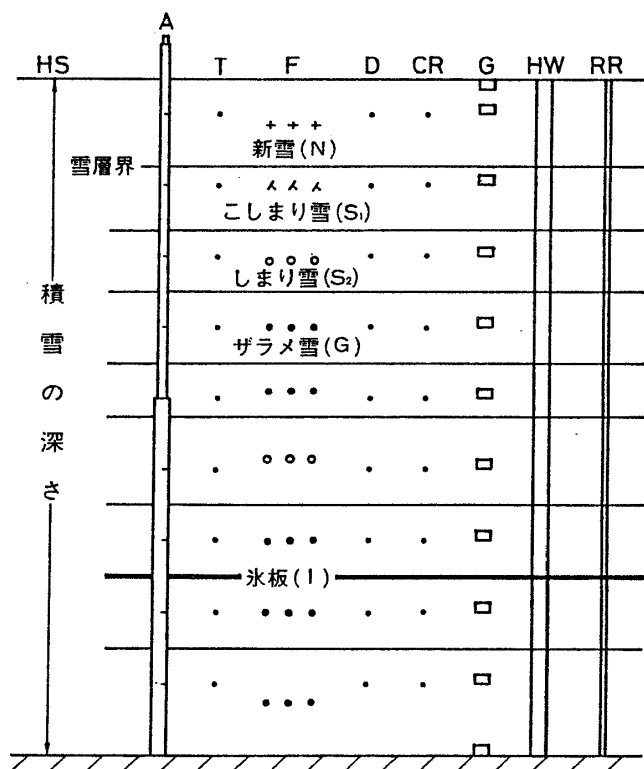 A
HS T F D CR G HW RR
+ + +
新雪(N)
雪層界
こしまり雪(S₁)
しまり雪(S₂)
ザラメ雪(G)
積雪の深さ
氷板(I)